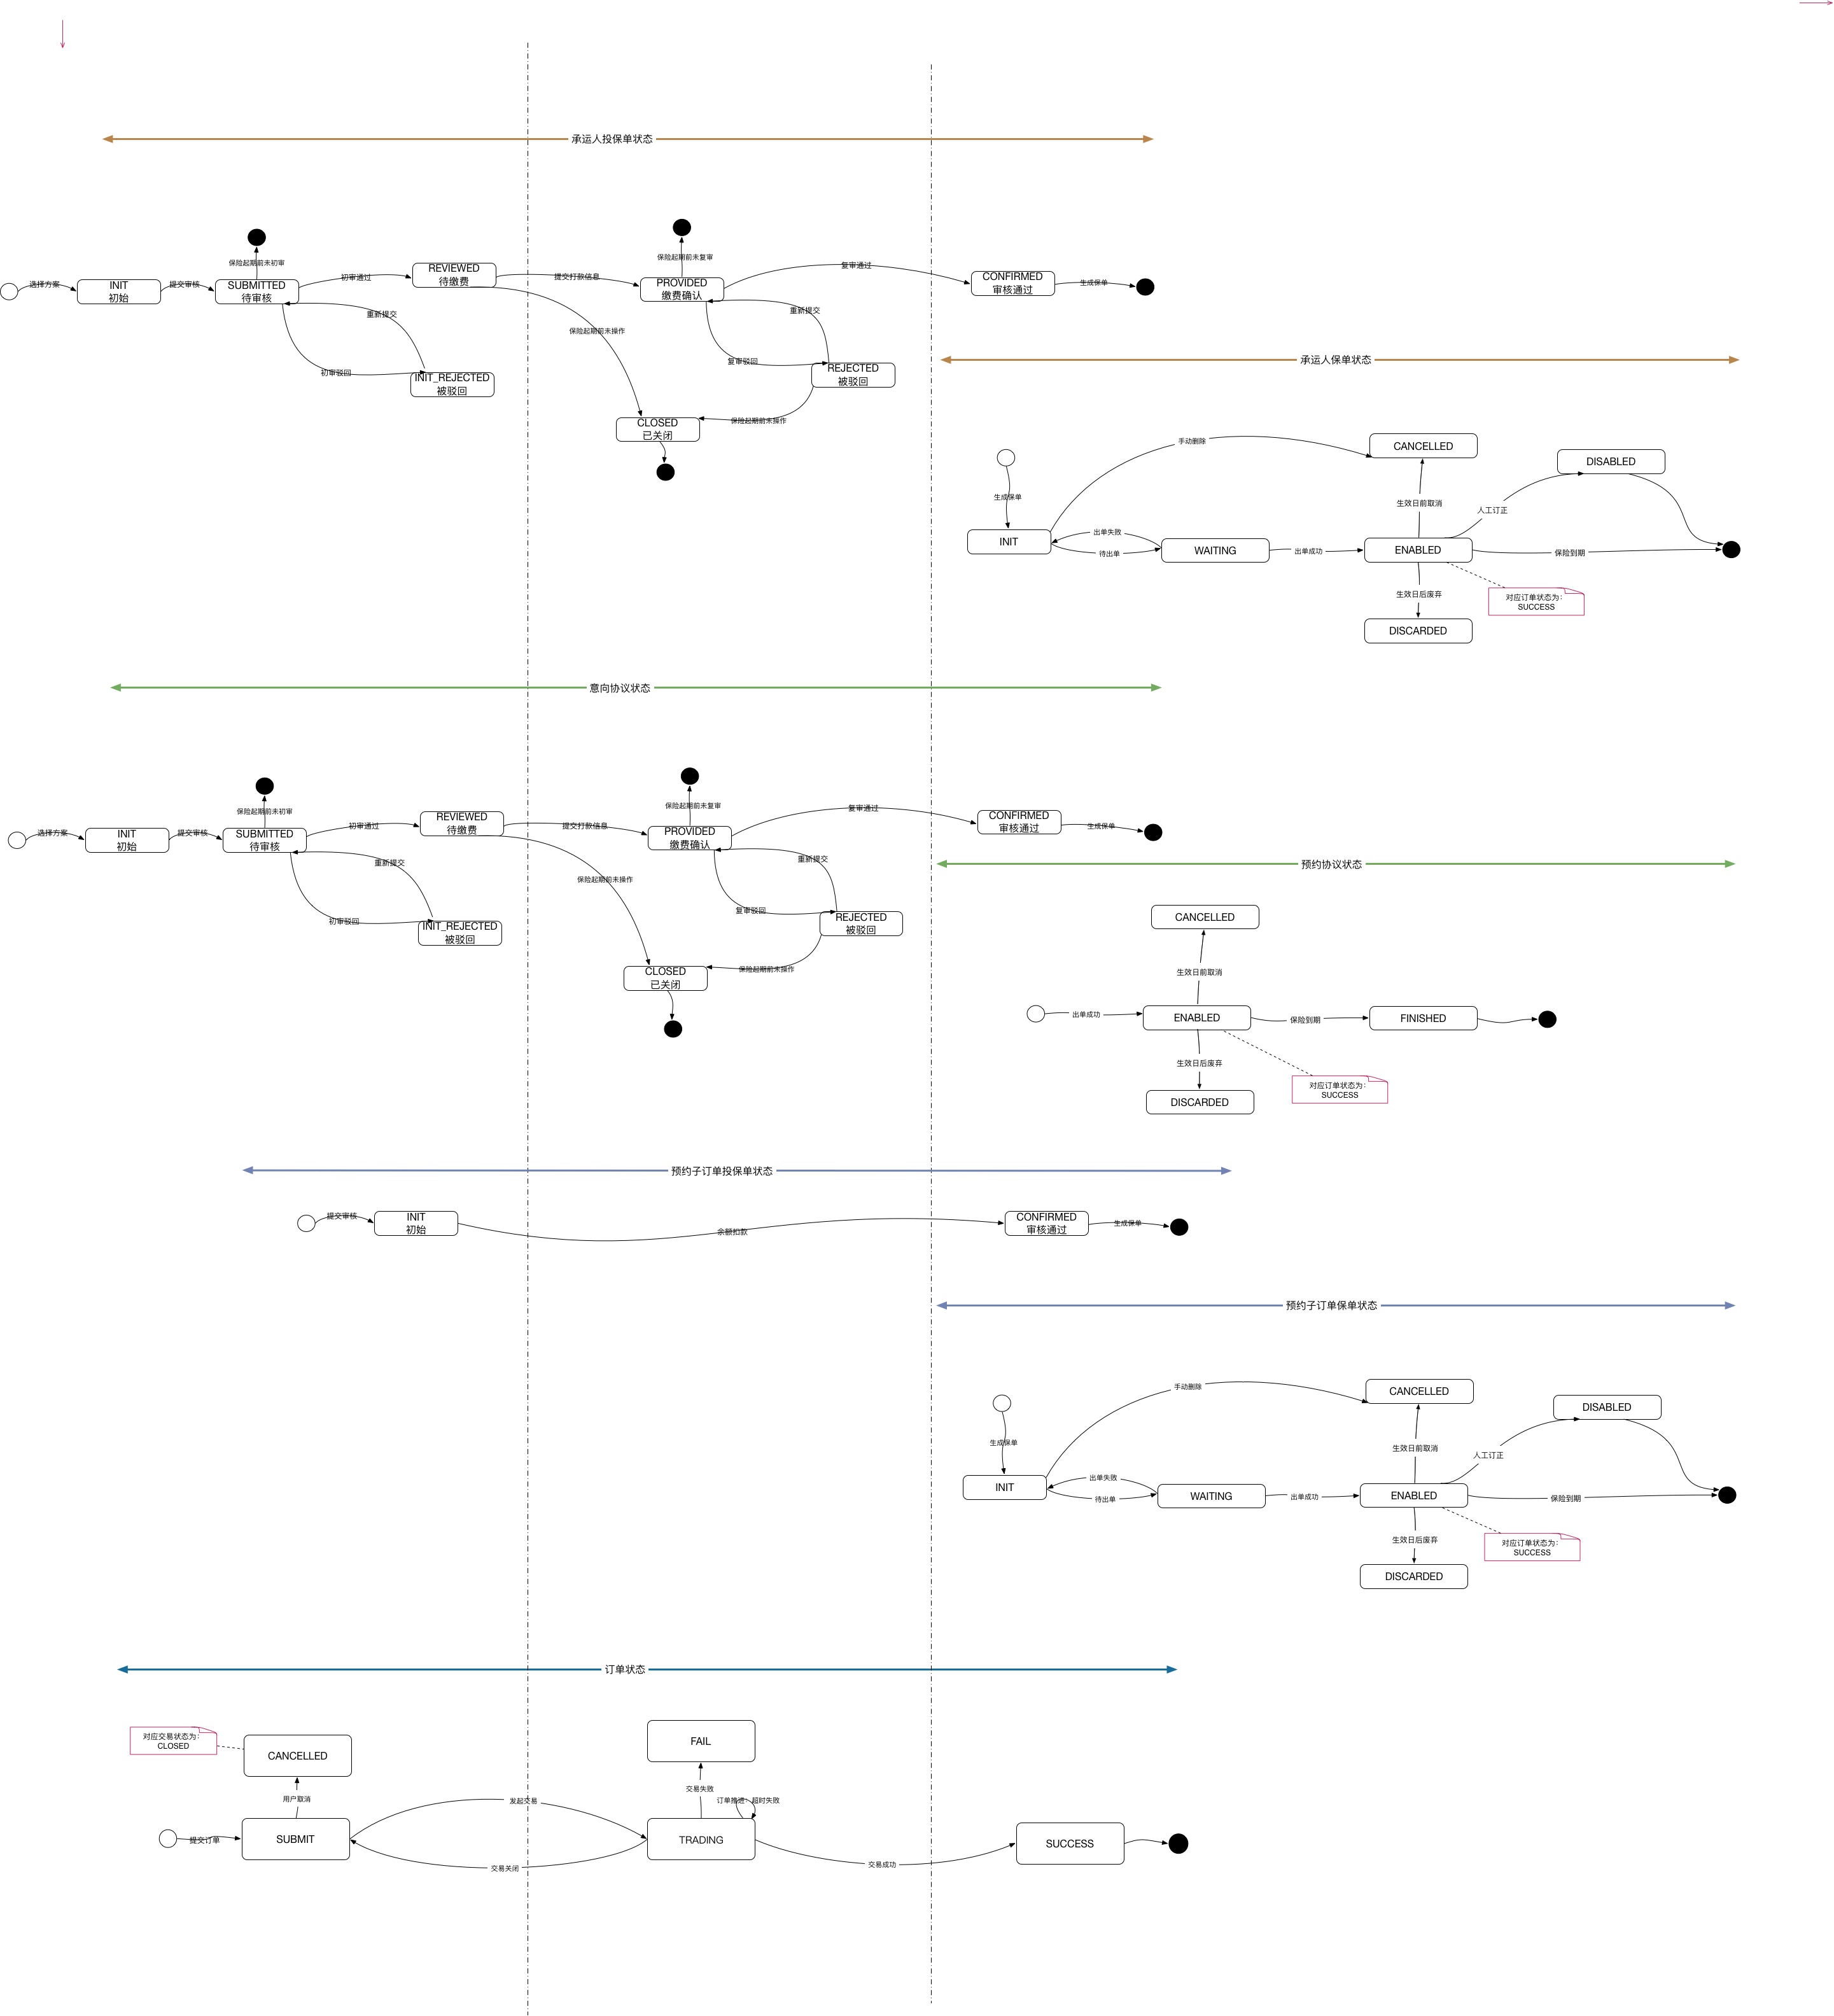 承运人投保单状态
保险起期前未初审
保险起期前未复审
选择方案
INIT
初始
提交审核
SUBMITTED
待审核
初审通过
REVIEWED
待缴费
提交打款信息
PROVIDED
缴费确认
复审通过
CONFIRMED
审核通过
生成保单
重新提交
初审驳回
INIT_REJECTED
被驳回
保险起期前未操作
重新提交
复审驳回
REJECTED
被驳回
保险起期前未操作
CLOSED
已关闭
承运人保单状态
手动删除
CANCELLED
DISABLED
生成保单
生效日前取消
人工订正
INIT
出单失败
待出单
WAITING
出单成功
ENABLED
保险到期
生效日后废弃
对应订单状态为：
SUCCESS
DISCARDED
意向协议状态
保险起期前未初审
保险起期前未复审
选择方案
INIT
初始
提交审核
SUBMITTED
待审核
初审通过
REVIEWED
待缴费
提交打款信息
PROVIDED
缴费确认
复审通过
CONFIRMED
审核通过
生成保单
重新提交
初审驳回
INIT_REJECTED
被驳回
保险起期前未操作
重新提交
复审驳回
REJECTED
被驳回
保险起期前未操作
CLOSED
已关闭
预约协议状态
CANCELLED
生效日前取消
出单成功
ENABLED
保险到期
FINISHED
生效日后废弃
对应订单状态为：
SUCCESS
DISCARDED
预约子订单投保单状态
提交审核
INIT
初始
余额扣款
CONFIRMED
审核通过
生成保单
预约子订单保单状态
手动删除
CANCELLED
DISABLED
生成保单
生效日前取消
人工订正
INIT
出单失败
待出单
WAITING
出单成功
ENABLED
保险到期
生效日后废弃
对应订单状态为：
SUCCESS
DISCARDED
订单状态
对应交易状态为：
CLOSED
CANCELLED
FAIL
用户取消
发起交易
交易失败
订单推进：超时失败
提交订单
SUBMIT
TRADING
SUCCESS
交易关闭
交易成功